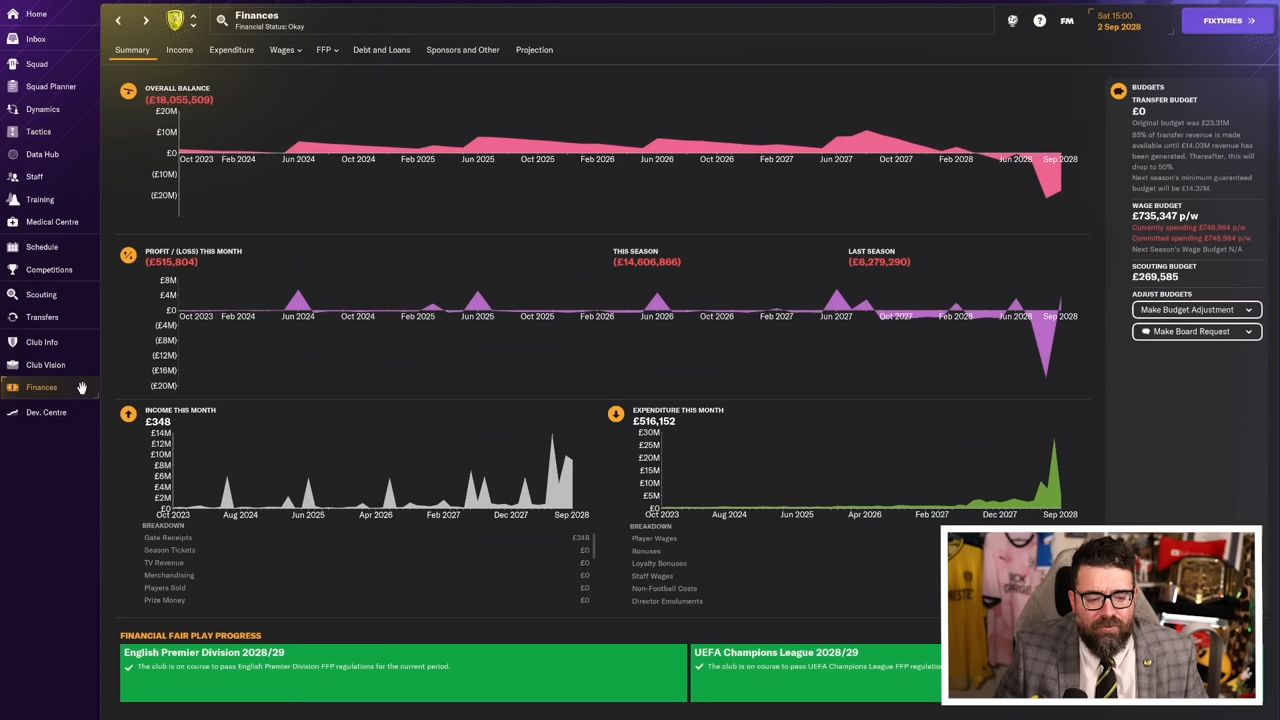 Home
Inbox
Squad
Squad Planner
Dynamics
Tactics
Data Hub
Staff
Training
Medical Centre
Schedule
Competitions
Scouting
Transfers
Club Info
Club Vision
Finances
Dev. Centre
Finances
Financial Status: Okay
FM
Sat 15:00
2 Sep 2028
FIXTURES
Summary
Income
Expenditure
Wages
FFP
Debt and Loans
Sponsors and Other
Projection
OVERALL BALANCE
(£18,055,509)
£20M
£10M
£0
(£10M)
(£20M)
Oct 2023 Feb 2024 Jun 2024 Oct 2024 Feb 2025 Jun 2025 Oct 2025 Feb 2026 Jun 2026 Oct 2026 Feb 2027 Jun 2027 Oct 2027 Feb 2028 Jun 2028 Sep 2028
PROFIT / (LOSS) THIS MONTH
(£515,804)
THIS SEASON
(£14,606,866)
LAST SEASON
(£6,279,290)
£8M
£4M
£0
(£4M)
(£8M)
(£12M)
(£16M)
(£20M)
Oct 2023 Feb 2024 Jun 2024 Oct 2024 Feb 2025 Jun 2025 Oct 2025 Feb 2026 Jun 2026 Oct 2026 Feb 2027 Jun 2027 Oct 2027 Feb 2028 Jun 2028 Sep 2028
INCOME THIS MONTH
£348
£14M
£12M
£10M
£8M
£6M
£4M
£2M
£0
Oct 2023 Aug 2024 Jun 2025 Apr 2026 Feb 2027 Dec 2027 Sep 2028
BREAKDOWN
Gate Receipts £348
Season Tickets £0
TV Revenue £0
Merchandising £0
Players Sold £0
Prize Money £0
EXPENDITURE THIS MONTH
£516,152
£30M
£25M
£20M
£15M
£10M
£5M
£0
Oct 2023 Aug 2024 Jun 2025 Apr 2026 Feb 2027 Dec 2027 Sep 2028
BREAKDOWN
Player Wages
Bonuses
Loyalty Bonuses
Staff Wages
Non-Football Costs
Director Emoluments
FINANCIAL FAIR PLAY PROGRESS
English Premier Division 2028/29
The club is on course to pass English Premier Division FFP regulations for the current period.
UEFA Champions League 2028/29
The club is on course to pass UEFA Champions League FFP
BUDGETS
TRANSFER BUDGET
£0
Original budget was £23.31M
85% of transfer revenue is made
available until £14.03M revenue has
been generated. Thereafter, this will
drop to 50%.
Next season's minimum guaranteed
budget will be £14.37M.
WAGE BUDGET
£735,347 p/w
Currently spending £748,984 p/w
Committed spending £748,984 p/w
Next Season's Wage Budget N/A
SCOUTING BUDGET
£269,585
ADJUST BUDGETS
Make Budget Adjustment
Make Board Request